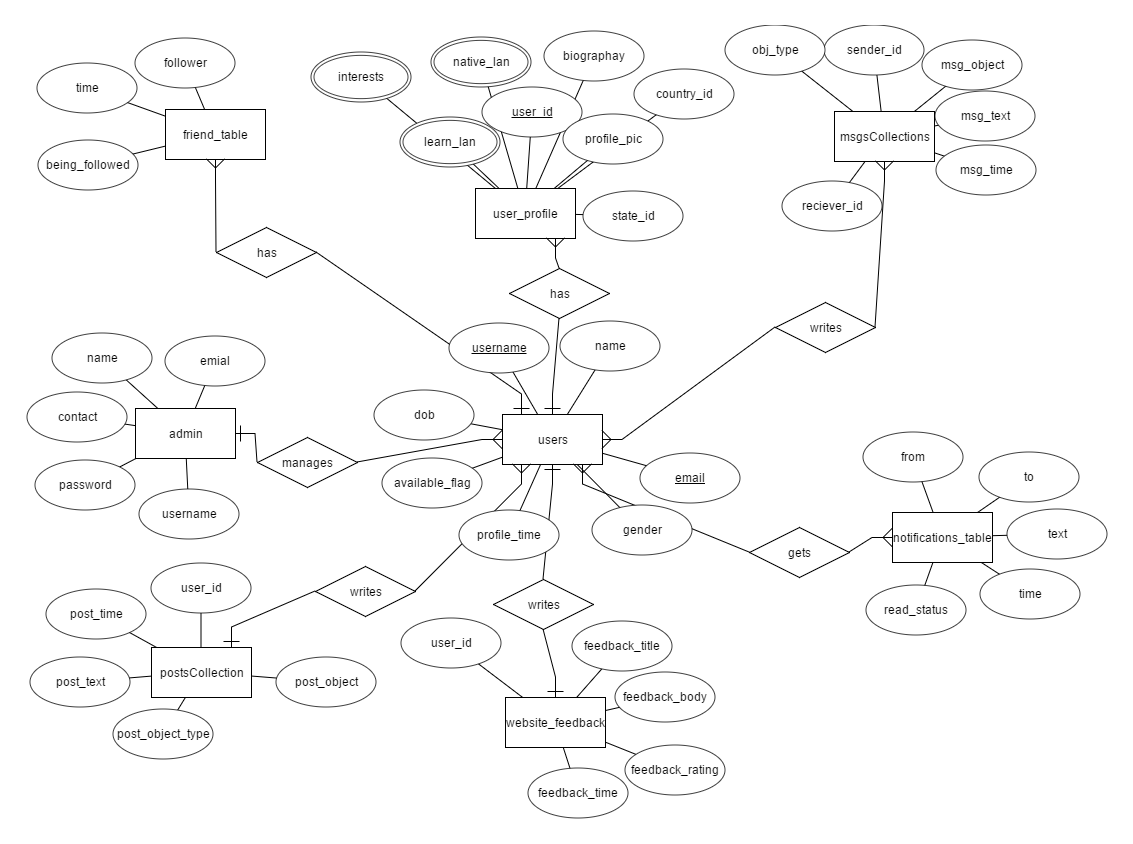 follower
time
friend_table
being_followed
has
interests
native_lan
biographay
user_id
country_id
learn_lan
profile_pic
user_profile
state_id
has
obj_type
sender_id
msg_object
msg_text
msgsCollections
msg_time
reciever_id
writes
name
emial
contact
admin
password
username
manages
username
name
dob
users
available_flag
email
profile_time
gender
gets
from
to
notifications_table
text
read_status
time
writes
user_id
post_time
postsCollection
post_text
post_object
post_object_type
writes
user_id
feedback_title
feedback_body
website_feedback
feedback_rating
feedback_time